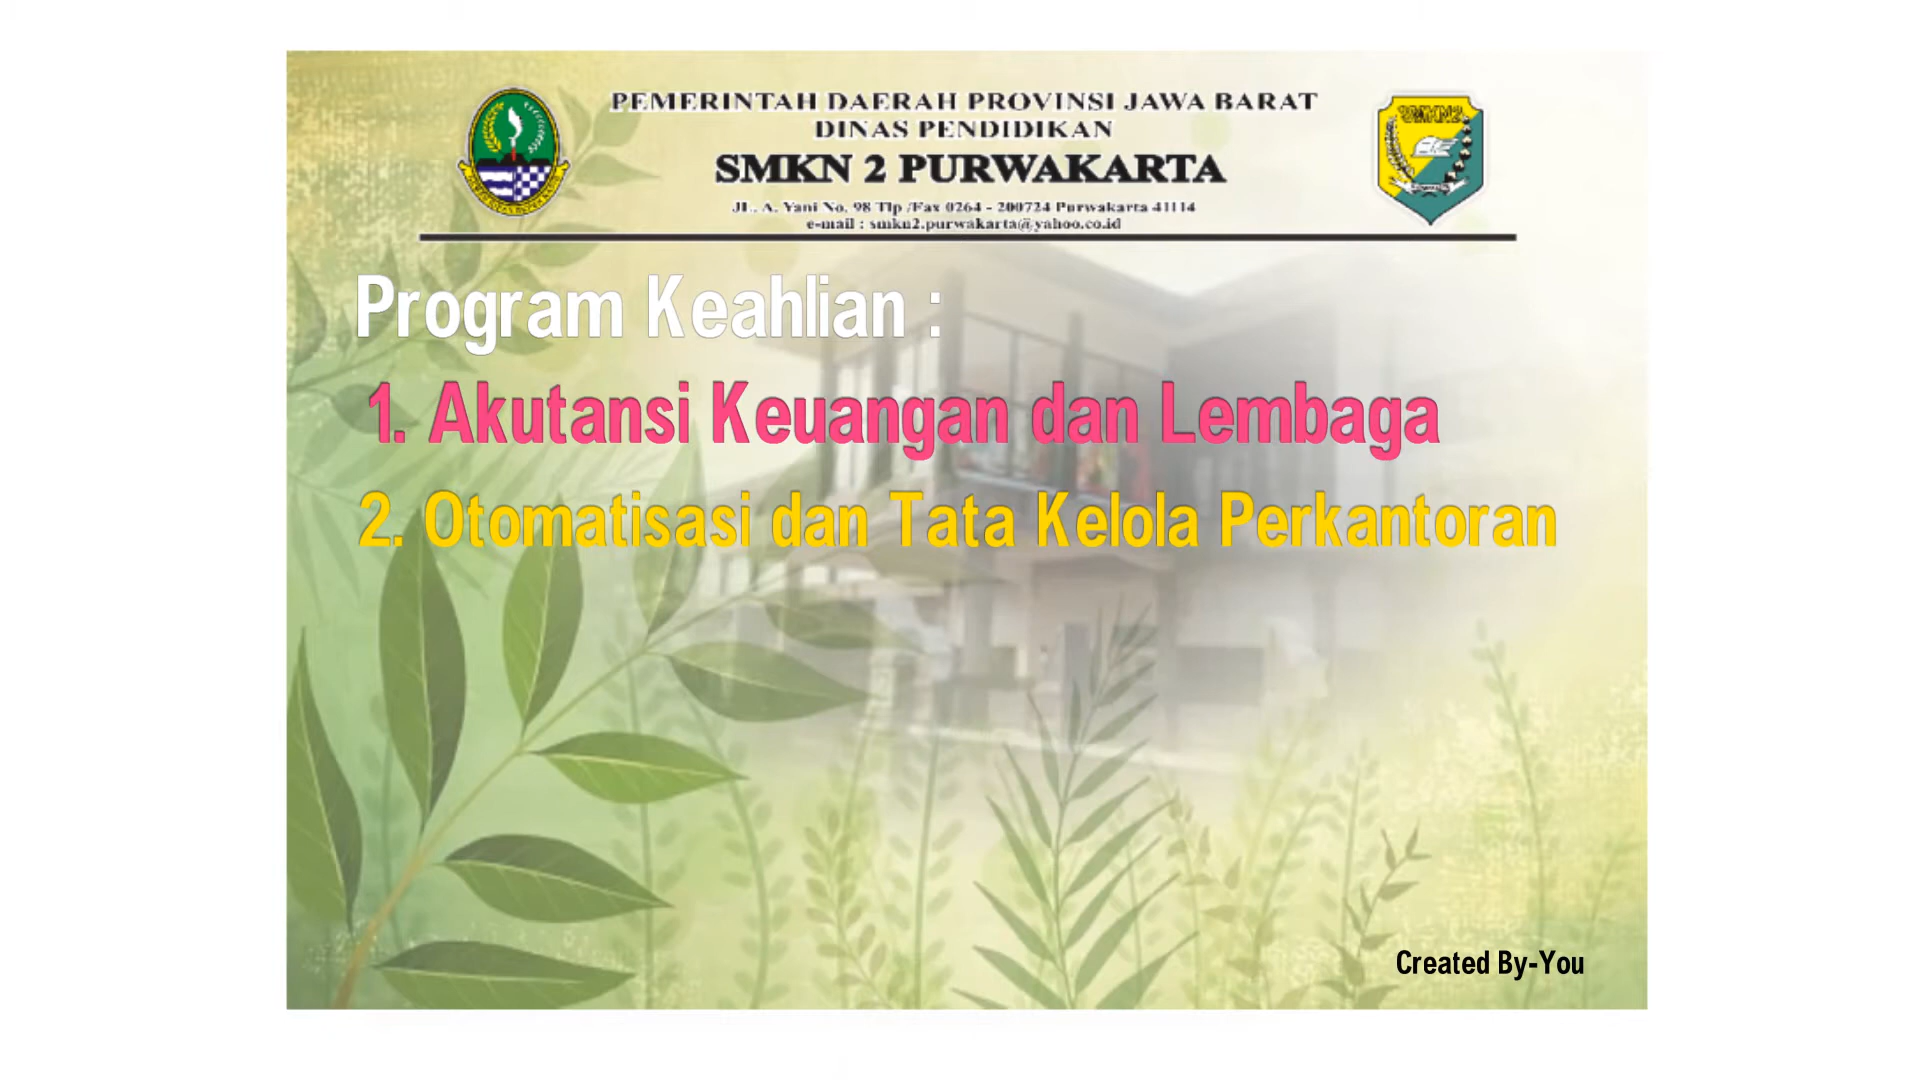 PEMERINTAH DAERAH PROVINSI JAWA BARAT
DINAS PENDIDIKAN
SMKN 2 PURWAKARTA
JL. A. Yani No. 98 Tlp /Fax 0264 - 200724 Purwakarta 41114
e-mail : smkn2.purwakarta@yahoo.co.id
SMKN2
Program Keahlian :
1. Akutansi Keuangan dan Lembaga
2. Otomatisasi dan Tata Kelola Perkantoran
Created By-You